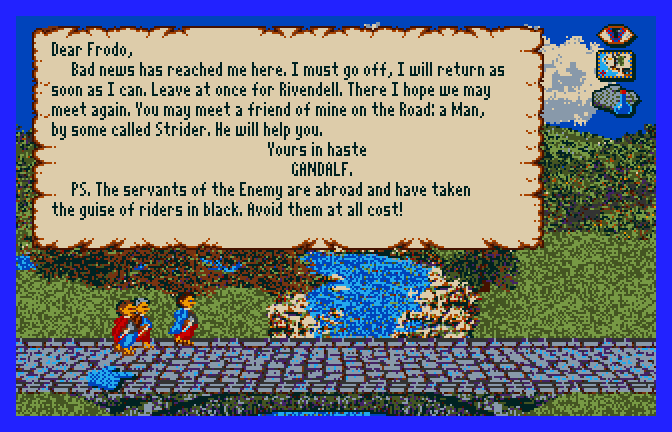 Dear Frodo,
Bad news has reached me here. I must go off, I will return as
soon as I can. Leave at once for Rivendell. There I hope we may
meet again. You may meet a friend of mine on the Road: a Man,
by some called Strider. He will help you.
Yours in haste
GANDALF.
PS. The servants of the Enemy are abroad and have taken
the guise of riders in black. Avoid them at all cost!